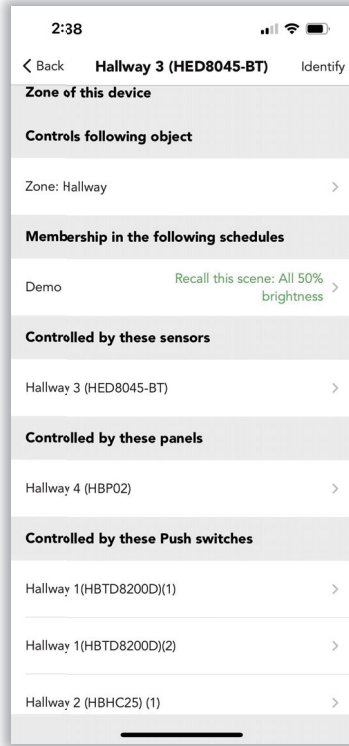 2:38
Back Hallway 3 (HED8045-BT) Identify
Zone of this device
Controls following object
Zone: Hallway
Membership in the following schedules
Demo Recall this scene: All 50%
brightness
Controlled by these sensors
Hallway 3 (HED8045-BT)
Controlled by these panels
Hallway 4 (HBP02)
Controlled by these Push switches
Hallway 1(HBTD8200D)(1)
Hallway 1(HBTD8200D)(2)
Hallway 2 (HBHC25) (1)